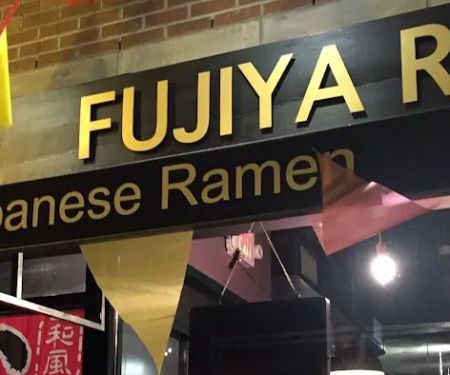 FUJIYA R
panese Ramen
和風